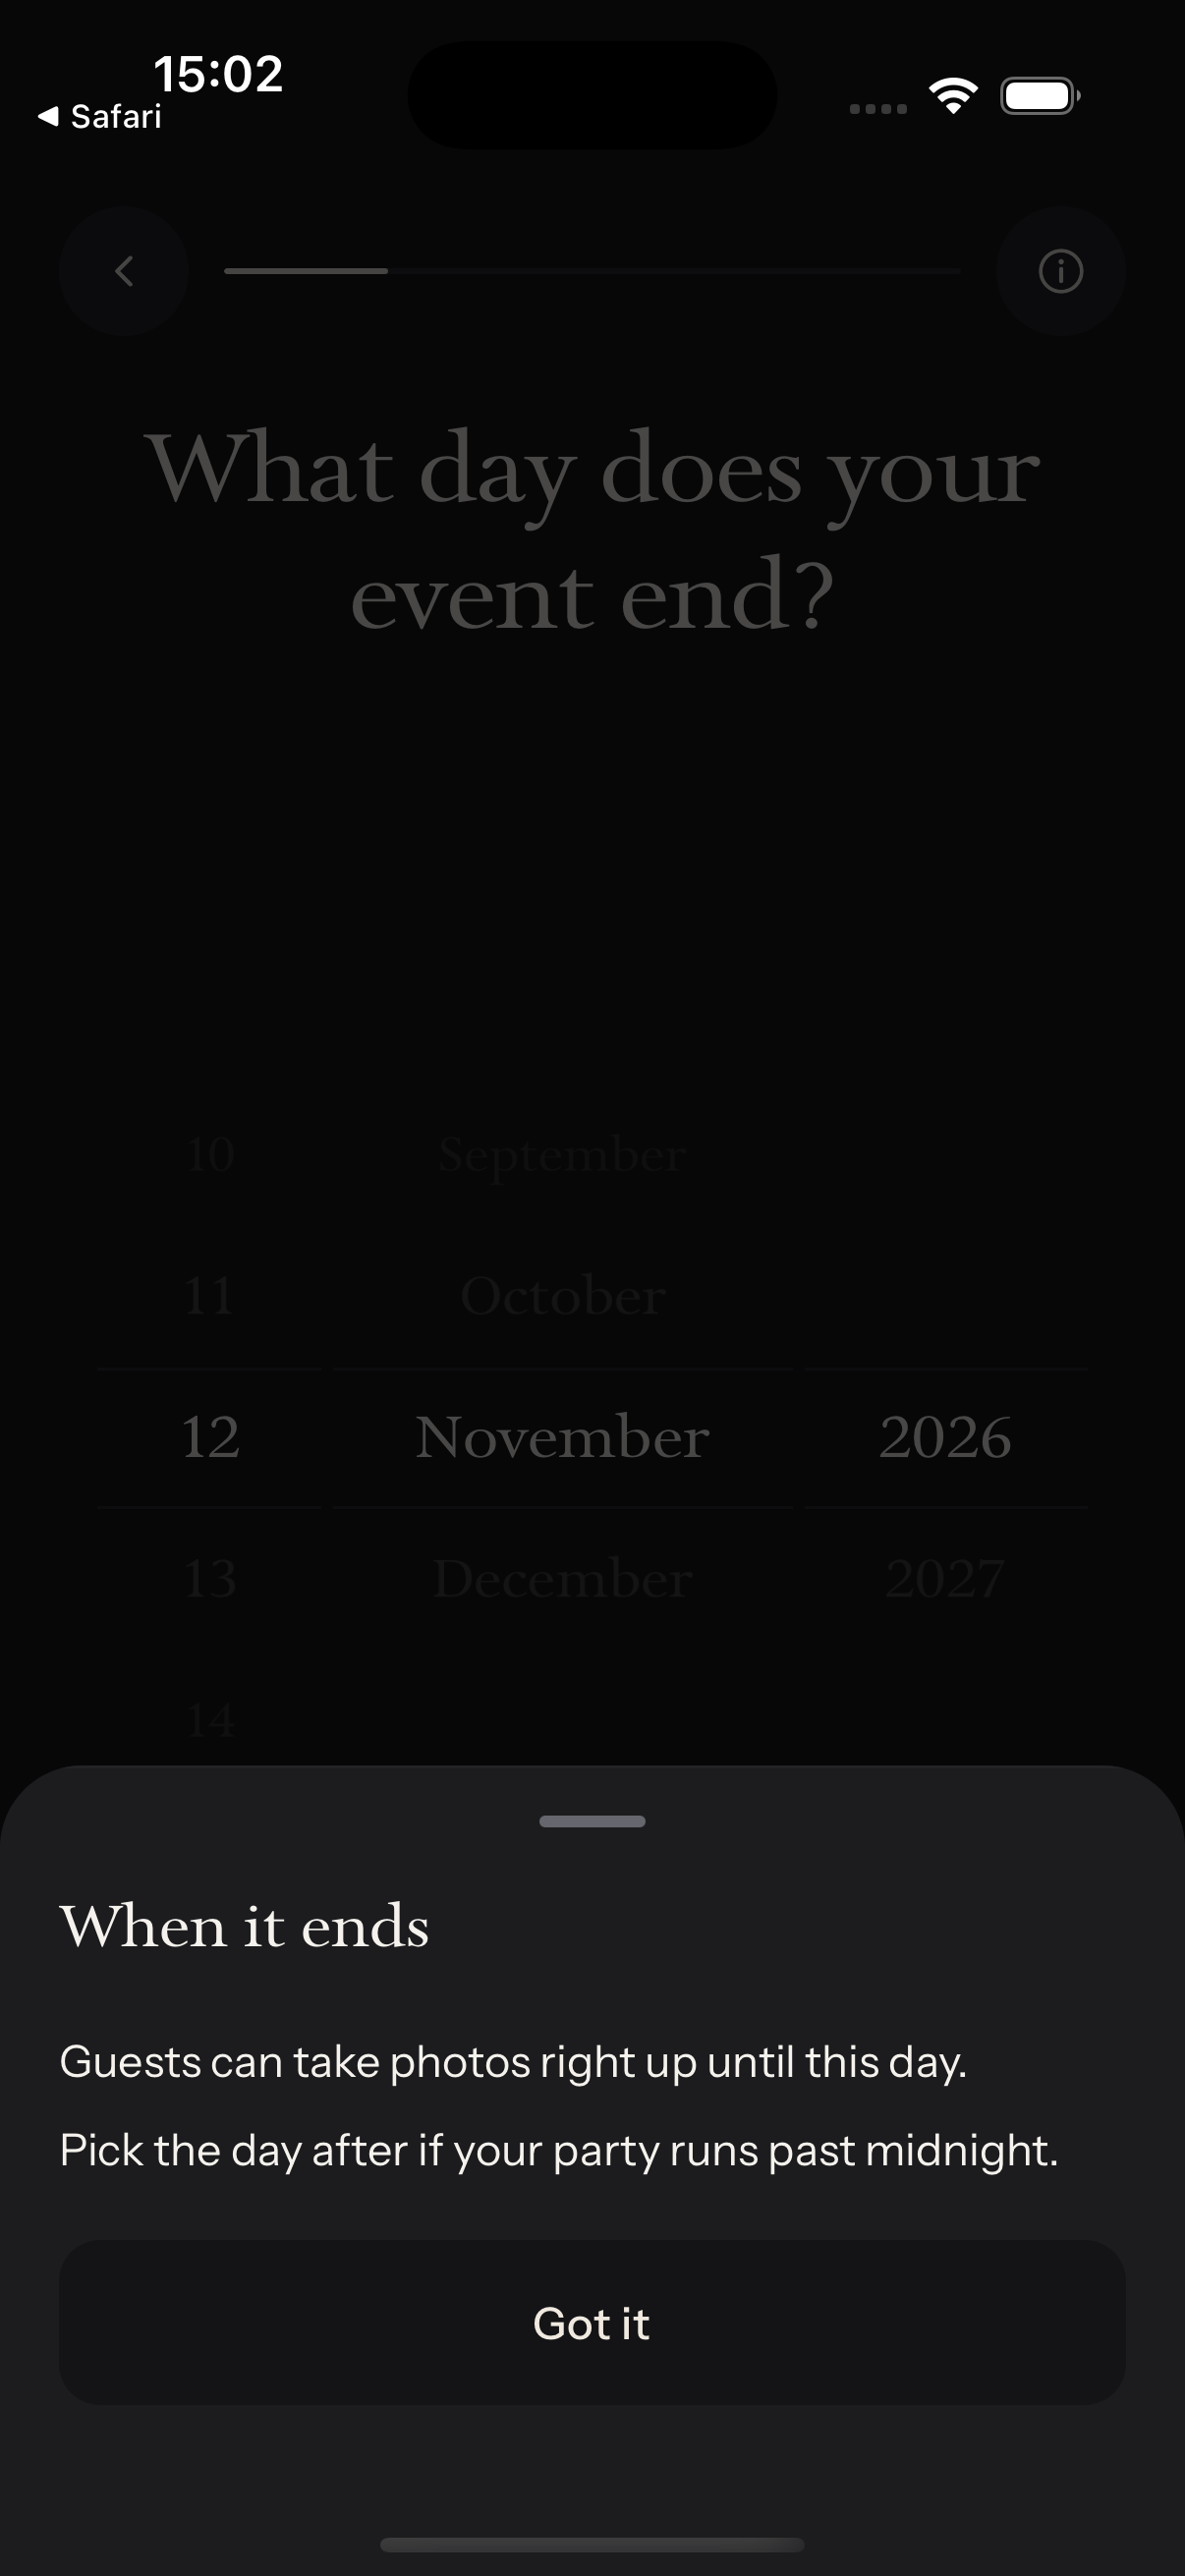 15:02
Safari
What day does your
event end?
10 September
11 October
12 November 2026
13 December 2027
14
When it ends
Guests can take photos right up until this day.
Pick the day after if your party runs past midnight.
Got it